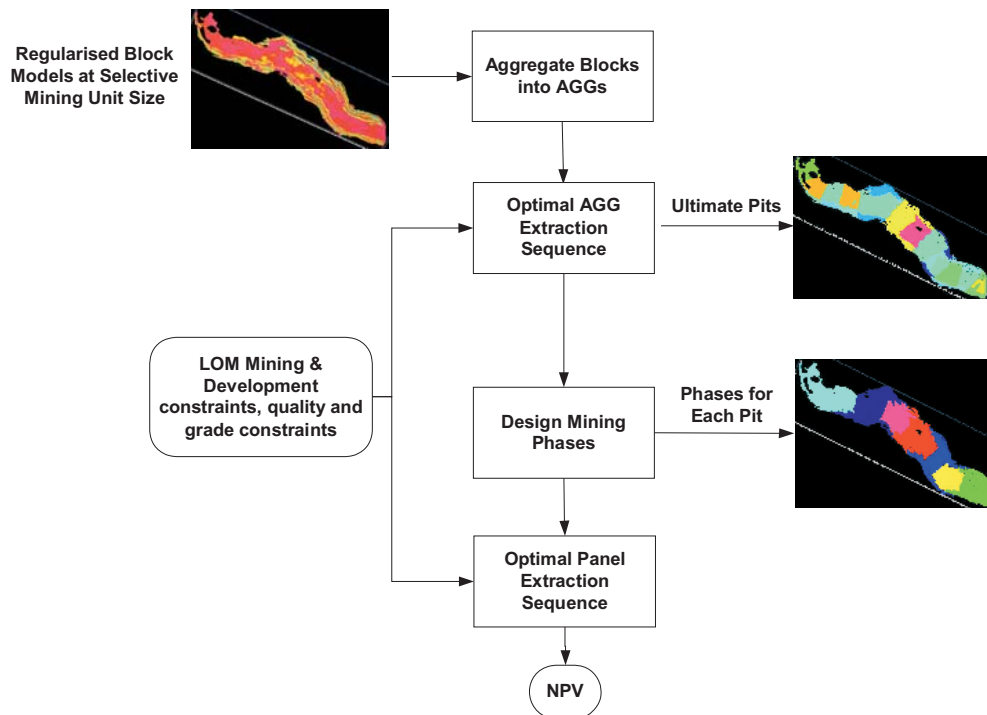 Regularised Block
Models at Selective
Mining Unit Size
Aggregate Blocks
into AGGs
Optimal AGG
Extraction
Sequence
Ultimate Pits
LOM Mining &
Development
constraints, quality and
grade constraints
Design Mining
Phases
Phases for
Each Pit
Optimal Panel
Extraction
Sequence
NPV